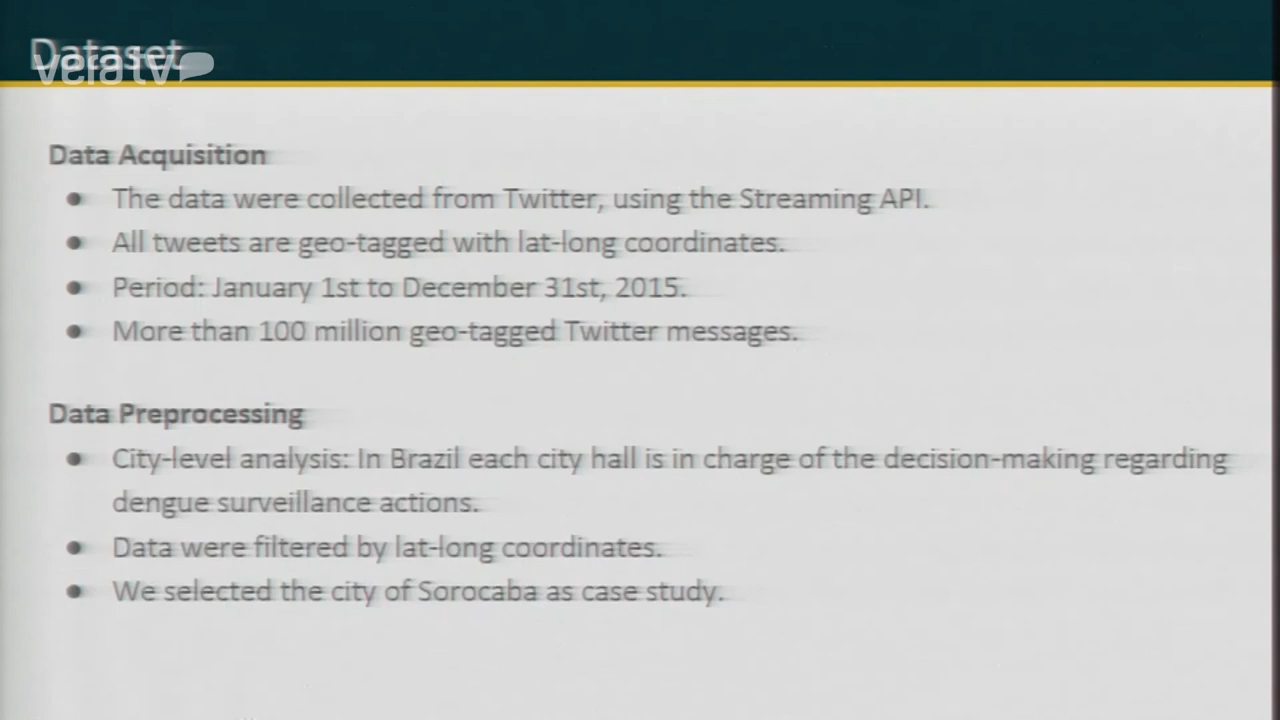 Dataset
veia tv
Data Acquisition
● The data were collected from Twitter, using the Streaming API.
● All tweets are geo-tagged with lat-long coordinates.
● Period: January 1st to December 31st, 2015.
● More than 100 million geo-tagged Twitter messages.
Data Preprocessing
● City-level analysis: In Brazil each city hall is in charge of the decision-making regarding
dengue surveillance actions.
● Data were filtered by lat-long coordinates.
● We selected the city of Sorocaba as case study.